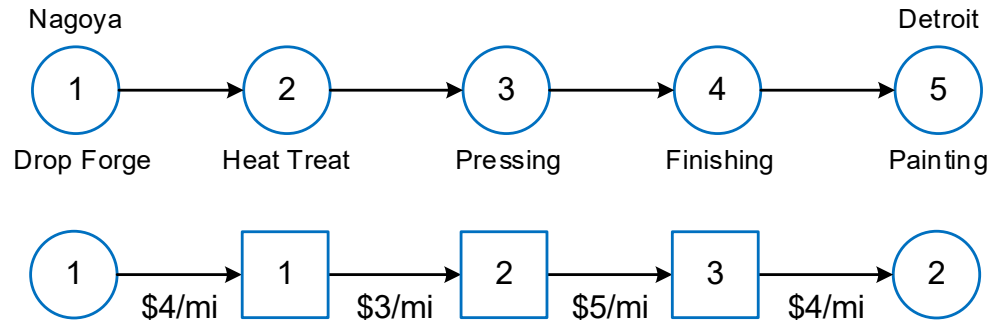 Nagoya Detroit
1 2 3 4 5
Drop Forge Heat Treat Pressing Finishing Painting
1 1 2 3 2
$4/mi $3/mi $5/mi $4/mi